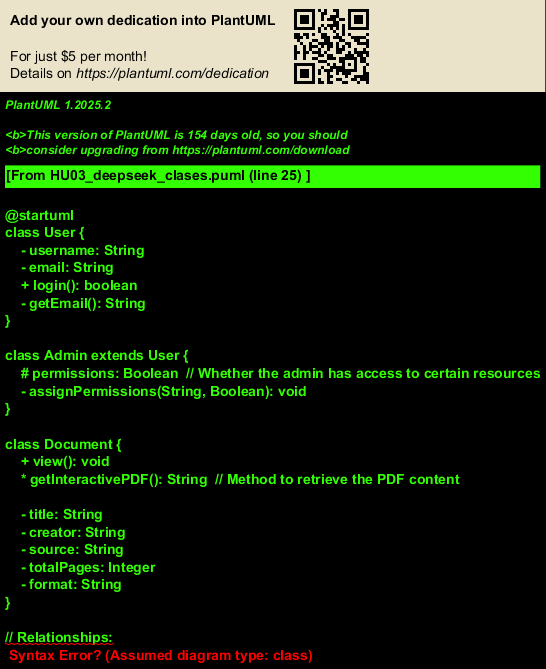 Add your own dedication into PlantUML
For just $5 per month!
Details on https://plantuml.com/dedication
PlantUML 1.2025.2
<b>This version of PlantUML is 154 days old, so you should
<b>consider upgrading from https://plantuml.com/download
[From HU03_deepseek_clases.puml (line 25) ]
@startuml
class User {
- username: String
- email: String
+ login(): boolean
- getEmail(): String
}
class Admin extends User {
# permissions: Boolean // Whether the admin has access to certain resources
- assignPermissions(String, Boolean): void
}
class Document {
+ view(): void
* getInteractivePDF(): String // Method to retrieve the PDF content
- title: String
- creator: String
- source: String
- totalPages: Integer
- format: String
}
// Relationships:
Syntax Error? (Assumed diagram type: class)